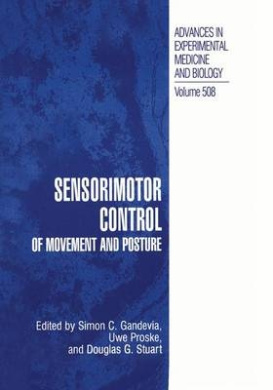 ADVANCES IN
EXPERIMENTAL
MEDICINE
AND BIOLOGY
Volume 508
SENSORIMOTOR
CONTROL
OF MOVEMENT AND POSTURE
Edited by Simon C. Gandevia,
Uwe Proske,
and Douglas G. Stuart